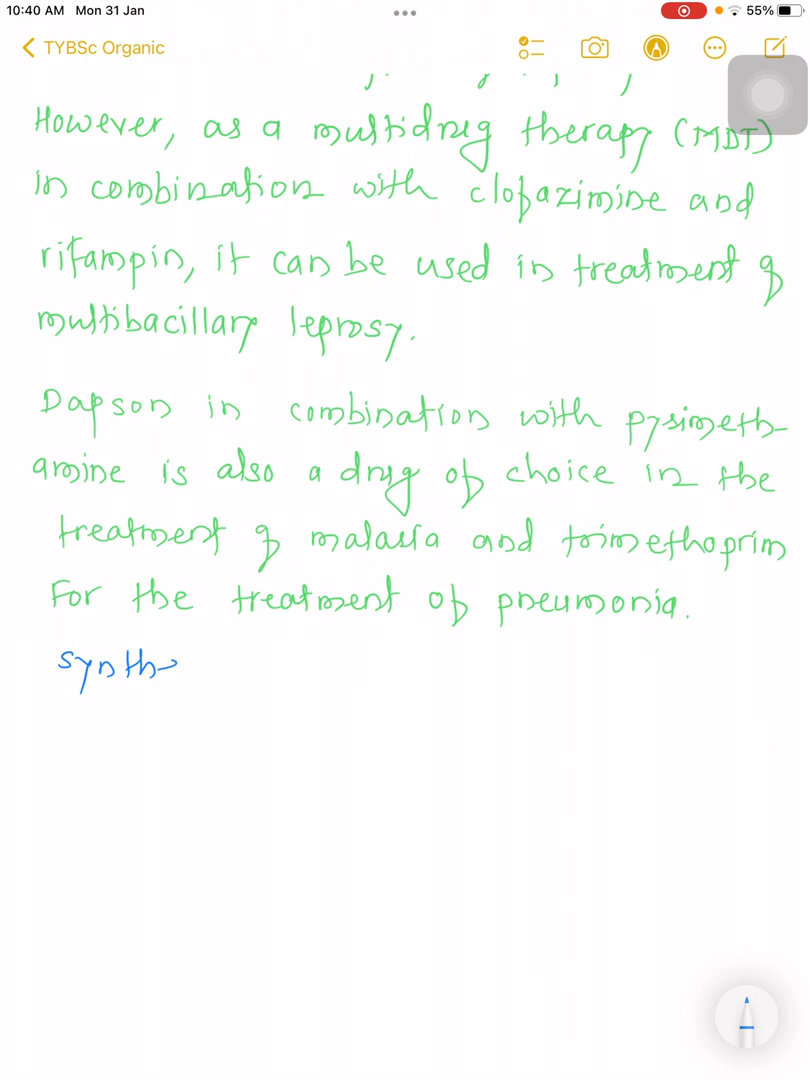 10:40 AM Mon 31 Jan 55%
TYBSc Organic
However, as a multidrug therapy (MDT)
in combination with clofazimine and
rifampin, it can be used in treatment of
multibacillary leprosy.
Dapson in combination with pyrimeth-
amine is also a drug of choice in the
treatment of malaria and trimethoprim
For the treatment of pneumonia.
Synthe